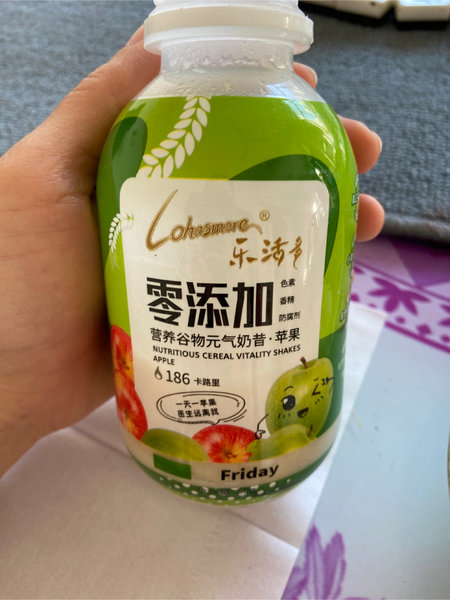 Lohasmore®
乐活多
零添加
色素
香精
防腐剂
营养谷物元气奶昔·苹果
NUTRITIOUS CEREAL VITALITY SHAKES
APPLE
186 卡路里
一天一苹果
医生远离我
Friday